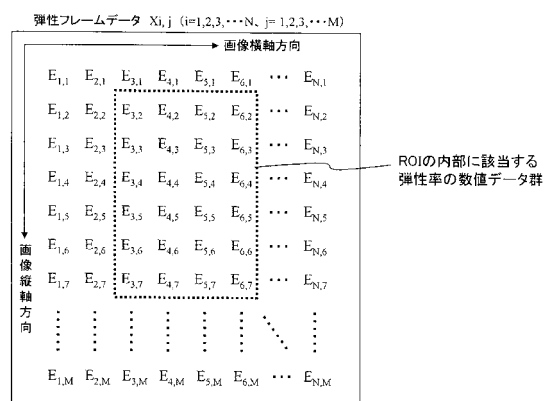 弾性フレームデータ Xi, j (i=1,2,3,･･･N、j= 1,2,3,･･･M)
画像横軸方向
E1,1 E2,1 E3,1 E4,1 E5,1 E6,1 ･･･ EN,1
E1,2 E2,2 E3,2 E4,2 E5,2 E6,2 ･･･ EN,2
E1,3 E2,3 E3,3 E4,3 E5,3 E6,3 ･･･ EN,3
E1,4 E2,4 E3,4 E4,4 E5,4 E6,4 ･･･ EN,4
E1,5 E2,5 E3,5 E4,5 E5,5 E6,5 ･･･ EN,5
E1,6 E2,6 E3,6 E4,6 E5,6 E6,6 ･･･ EN,6
E1,7 E2,7 E3,7 E4,7 E5,7 E6,7 ･･･ EN,7
E1,M E2,M E3,M E4,M E5,M E6,M ･･･ EN,M
画像縦軸方向
ROIの内部に該当する
弾性率の数値データ群